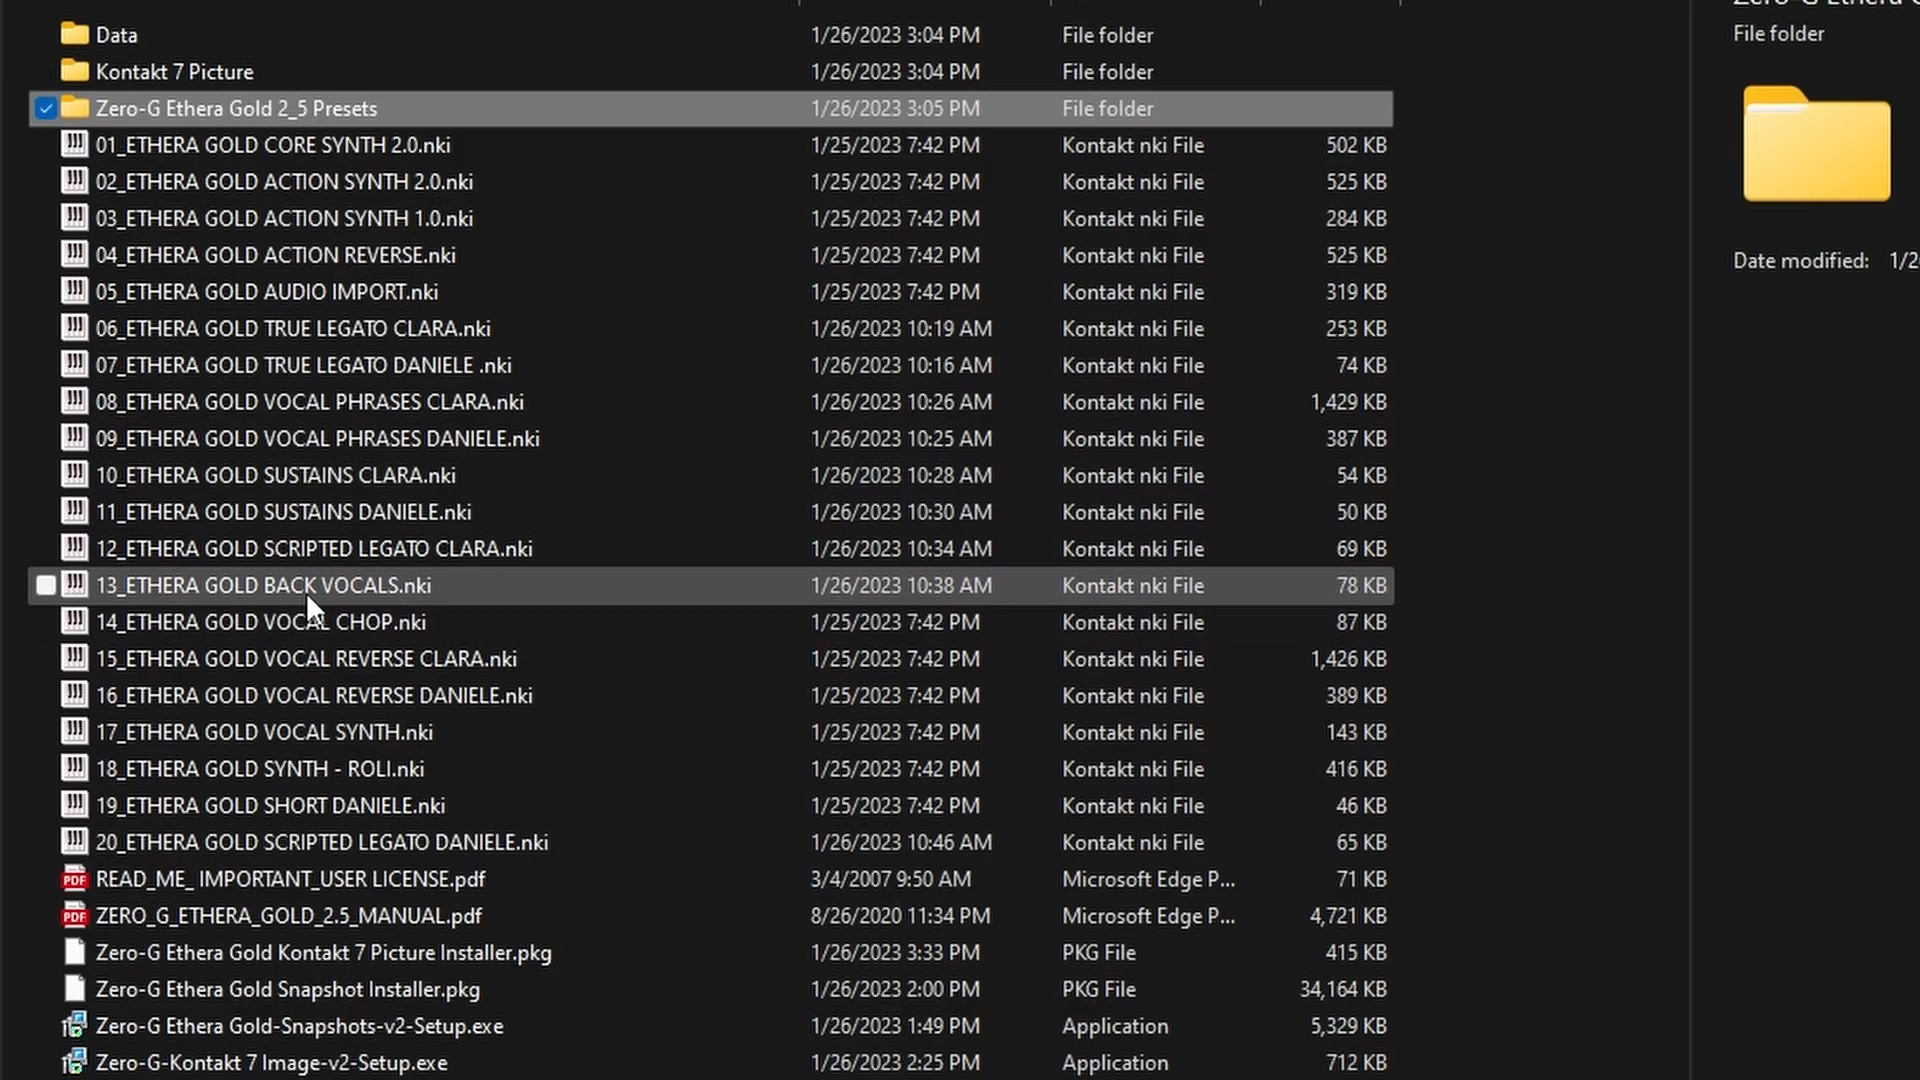 Data 1/26/2023 3:04 PM File folder
Kontakt 7 Picture 1/26/2023 3:04 PM File folder
Zero-G Ethera Gold 2_5 Presets 1/26/2023 3:05 PM File folder
01_ETHERA GOLD CORE SYNTH 2.0.nki 1/25/2023 7:42 PM Kontakt nki File 502 KB
02_ETHERA GOLD ACTION SYNTH 2.0.nki 1/25/2023 7:42 PM Kontakt nki File 525 KB
03_ETHERA GOLD ACTION SYNTH 1.0.nki 1/25/2023 7:42 PM Kontakt nki File 284 KB
04_ETHERA GOLD ACTION REVERSE.nki 1/25/2023 7:42 PM Kontakt nki File 525 KB
05_ETHERA GOLD AUDIO IMPORT.nki 1/25/2023 7:42 PM Kontakt nki File 319 KB
06_ETHERA GOLD TRUE LEGATO CLARA.nki 1/26/2023 10:19 AM Kontakt nki File 253 KB
07_ETHERA GOLD TRUE LEGATO DANIELE .nki 1/26/2023 10:16 AM Kontakt nki File 74 KB
08_ETHERA GOLD VOCAL PHRASES CLARA.nki 1/26/2023 10:26 AM Kontakt nki File 1,429 KB
09_ETHERA GOLD VOCAL PHRASES DANIELE.nki 1/26/2023 10:25 AM Kontakt nki File 387 KB
10_ETHERA GOLD SUSTAINS CLARA.nki 1/26/2023 10:28 AM Kontakt nki File 54 KB
11_ETHERA GOLD SUSTAINS DANIELE.nki 1/26/2023 10:30 AM Kontakt nki File 50 KB
12_ETHERA GOLD SCRIPTED LEGATO CLARA.nki 1/26/2023 10:34 AM Kontakt nki File 69 KB
13_ETHERA GOLD BACK VOCALS.nki 1/26/2023 10:38 AM Kontakt nki File 78 KB
14_ETHERA GOLD VOCAL CHOP.nki 1/25/2023 7:42 PM Kontakt nki File 87 KB
15_ETHERA GOLD VOCAL REVERSE CLARA.nki 1/25/2023 7:42 PM Kontakt nki File 1,426 KB
16_ETHERA GOLD VOCAL REVERSE DANIELE.nki 1/25/2023 7:42 PM Kontakt nki File 389 KB
17_ETHERA GOLD VOCAL SYNTH.nki 1/25/2023 7:42 PM Kontakt nki File 143 KB
18_ETHERA GOLD SYNTH - ROLI.nki 1/25/2023 7:42 PM Kontakt nki File 416 KB
19_ETHERA GOLD SHORT DANIELE.nki 1/25/2023 7:42 PM Kontakt nki File 46 KB
20_ETHERA GOLD SCRIPTED LEGATO DANIELE.nki 1/26/2023 10:46 AM Kontakt nki File 65 KB
READ_ME_ IMPORTANT_USER LICENSE.pdf 3/4/2007 9:50 AM Microsoft Edge P... 71 KB
ZERO_G_ETHERA_GOLD_2.5_MANUAL.pdf 8/26/2020 11:34 PM Microsoft Edge P... 4,721 KB
Zero-G Ethera Gold Kontakt 7 Picture Installer.pkg 1/26/2023 3:33 PM PKG File 415 KB
Zero-G Ethera Gold Snapshot Installer.pkg 1/26/2023 2:00 PM PKG File 34,164 KB
Zero-G Ethera Gold-Snapshots-v2-Setup.exe 1/26/2023 1:49 PM Application 5,329 KB
Zero-G-Kontakt 7 Image-v2-Setup.exe 1/26/2023 2:25 PM Application 712 KB
File folder
Date modified: 1/2